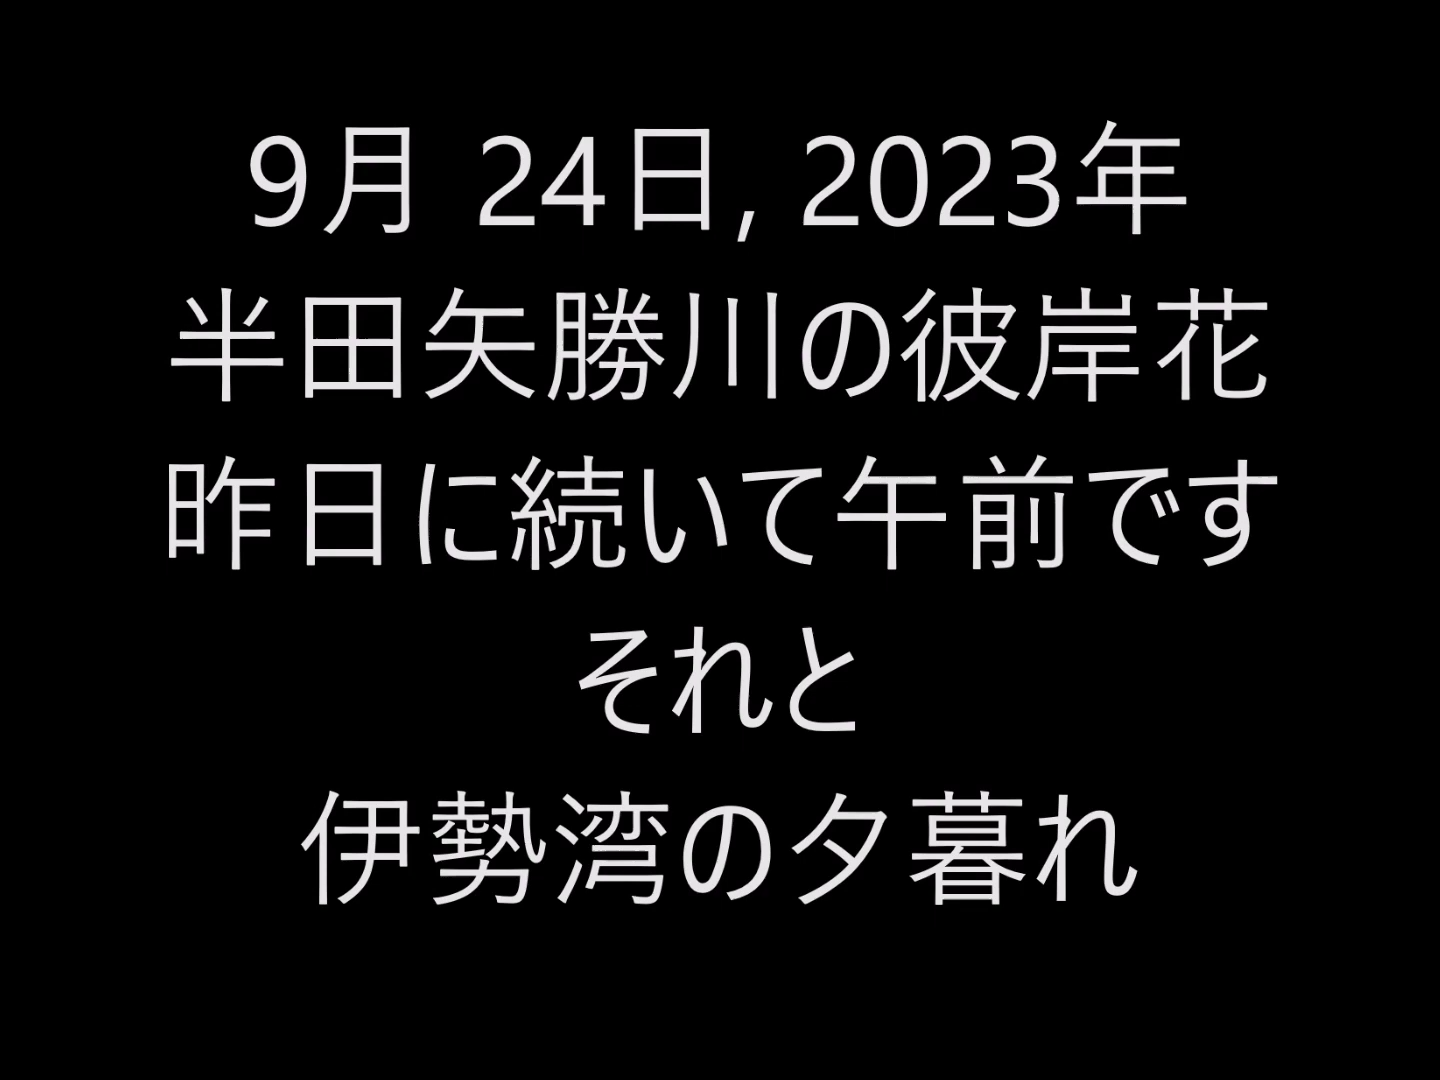 9月 24日, 2023年
半田矢勝川の彼岸花
昨日に続いて午前です
それと
伊勢湾の夕暮れ